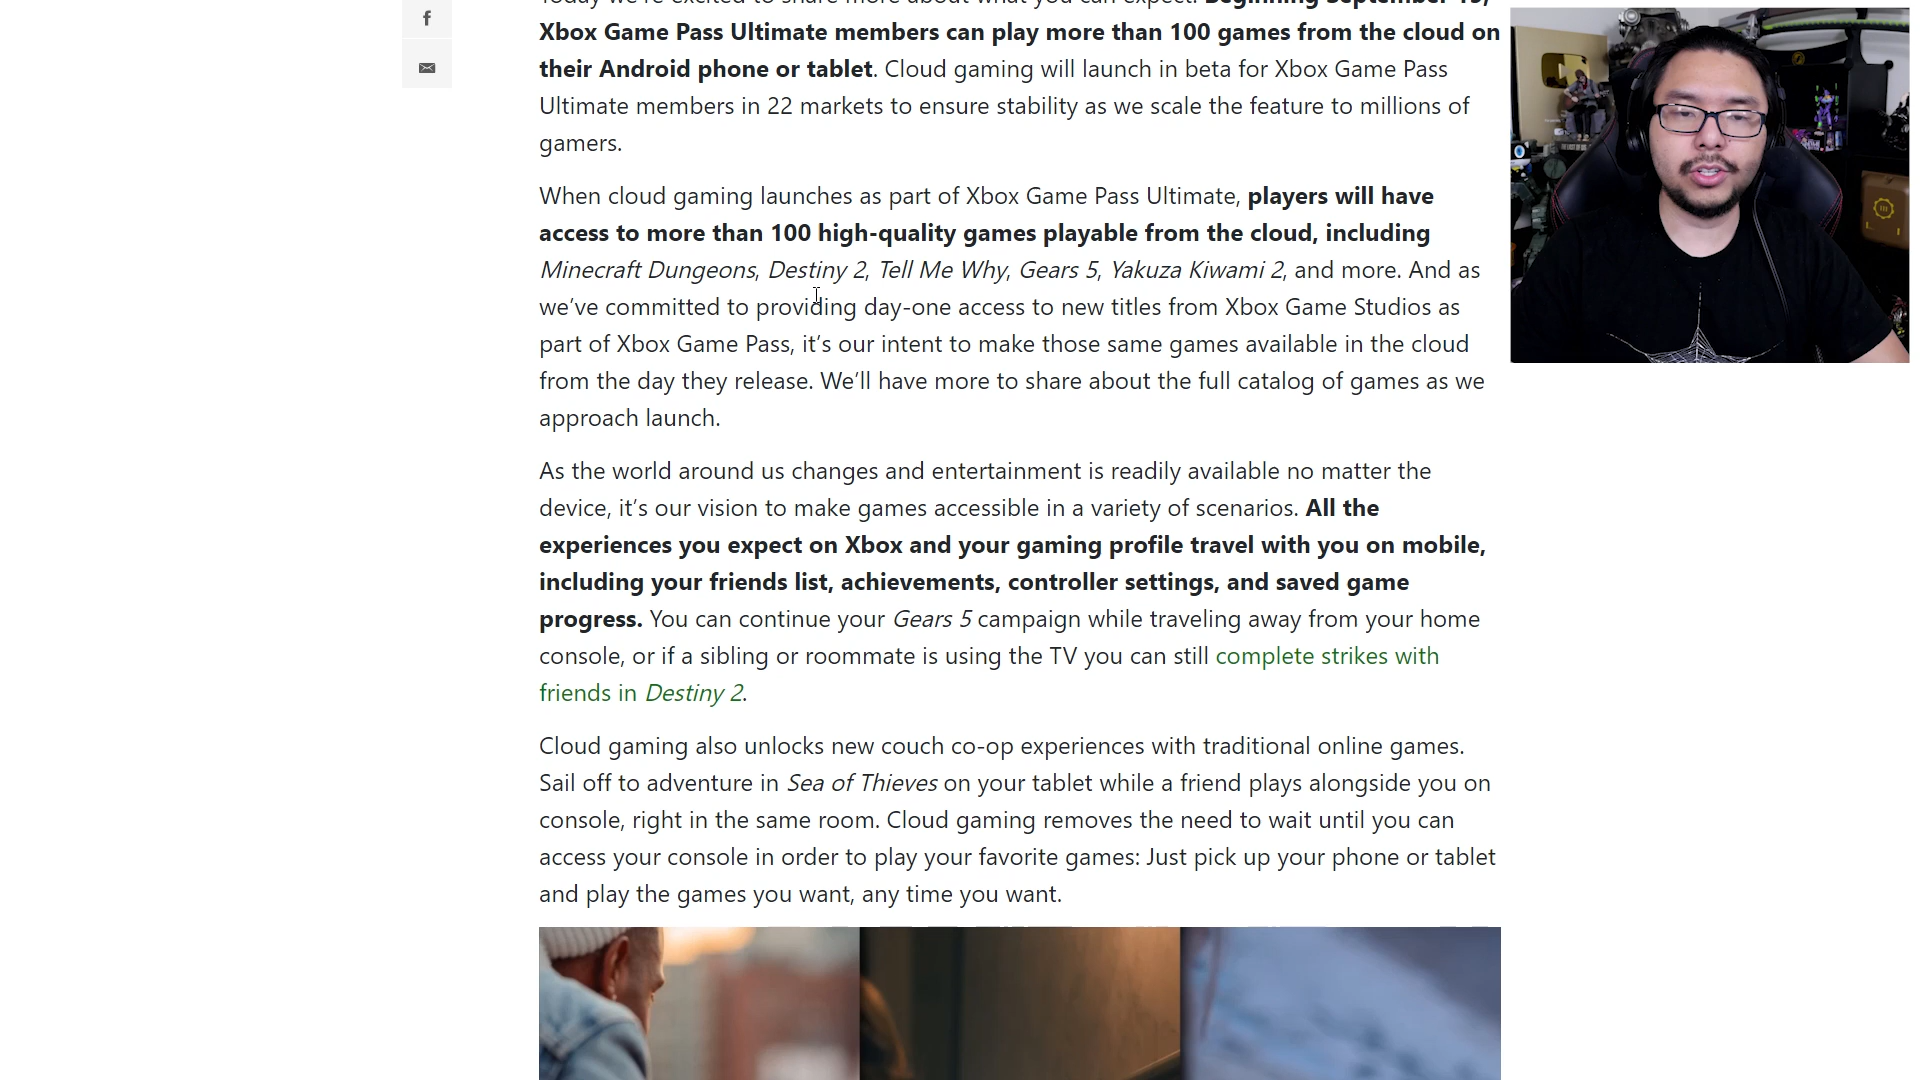 Today we're excited to share more about what you can expect. Beginning September 15,
Xbox Game Pass Ultimate members can play more than 100 games from the cloud on
their Android phone or tablet. Cloud gaming will launch in beta for Xbox Game Pass
Ultimate members in 22 markets to ensure stability as we scale the feature to millions of
gamers.
When cloud gaming launches as part of Xbox Game Pass Ultimate, players will have
access to more than 100 high-quality games playable from the cloud, including
Minecraft Dungeons, Destiny 2, Tell Me Why, Gears 5, Yakuza Kiwami 2, and more. And as
we’ve committed to providing day-one access to new titles from Xbox Game Studios as
part of Xbox Game Pass, it’s our intent to make those same games available in the cloud
from the day they release. We’ll have more to share about the full catalog of games as we
approach launch.
As the world around us changes and entertainment is readily available no matter the
device, it’s our vision to make games accessible in a variety of scenarios. All the
experiences you expect on Xbox and your gaming profile travel with you on mobile,
including your friends list, achievements, controller settings, and saved game
progress. You can continue your Gears 5 campaign while traveling away from your home
console, or if a sibling or roommate is using the TV you can still complete strikes with
friends in Destiny 2.
Cloud gaming also unlocks new couch co-op experiences with traditional online games.
Sail off to adventure in Sea of Thieves on your tablet while a friend plays alongside you on
console, right in the same room. Cloud gaming removes the need to wait until you can
access your console in order to play your favorite games: Just pick up your phone or tablet
and play the games you want, any time you want.